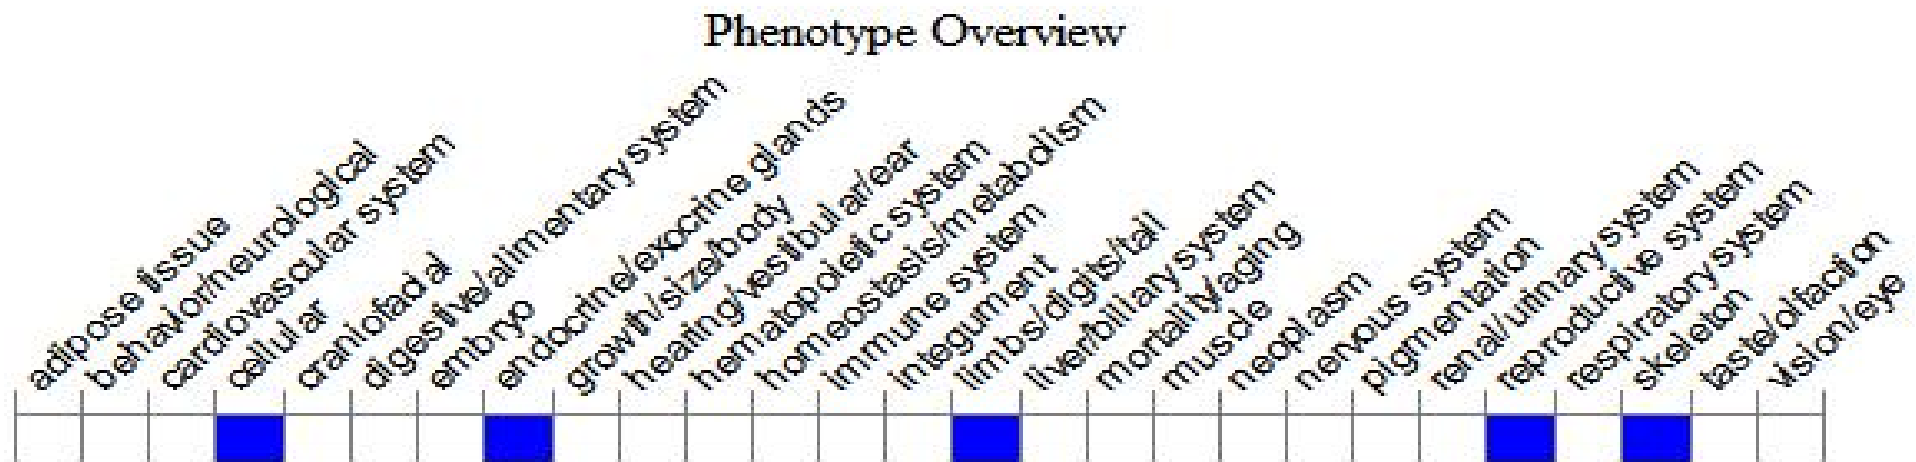 Phenotype Overview
adipose tissue
behavior/neurological
cardiovascular system
cellular
craniofacial
digestive/alimentary system
embryo
endocrine/exocrine glands
growth/size/body
hearing/vestibular/ear
hematopoietic system
homeostasis/metabolism
immune system
integument
limbs/digits/tail
liver/biliary system
mortality/aging
muscle
neoplasm
nervous system
pigmentation
renal/urinary system
reproductive system
respiratory system
skeleton
taste/olfaction
vision/eye